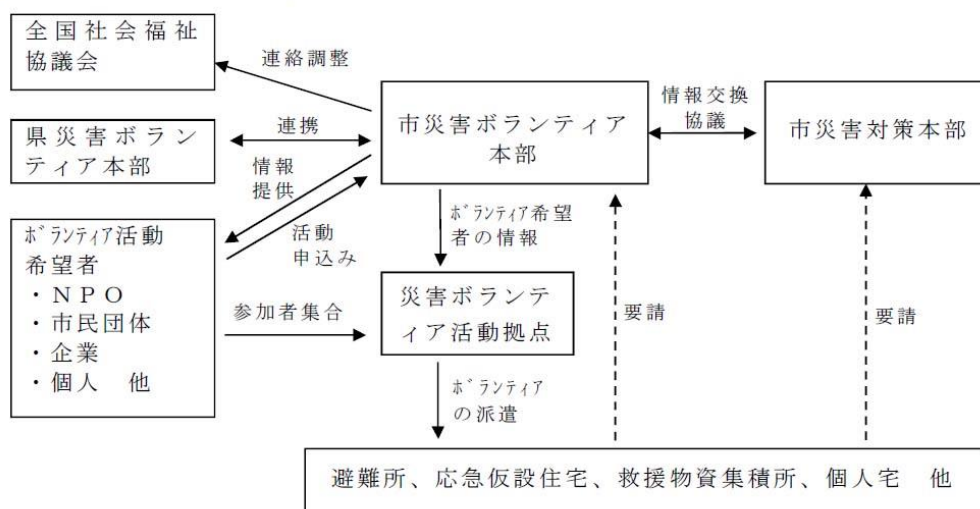 全国社会福祉
協議会
連絡調整
県災害ボラン
ティア本部
連携
市災害ボランティア
本部
情報交換
協議
市災害対策本部
情報
提供
活動
申込み
ボランティア希望
者の情報
ボランティア活動
希望者
・ＮＰＯ
・市民団体
・企業
・個人　他
参加者集合
災害ボランテ
ィア活動拠点
要請
要請
ボランティア
の派遣
避難所、応急仮設住宅、救援物資集積所、個人宅　他